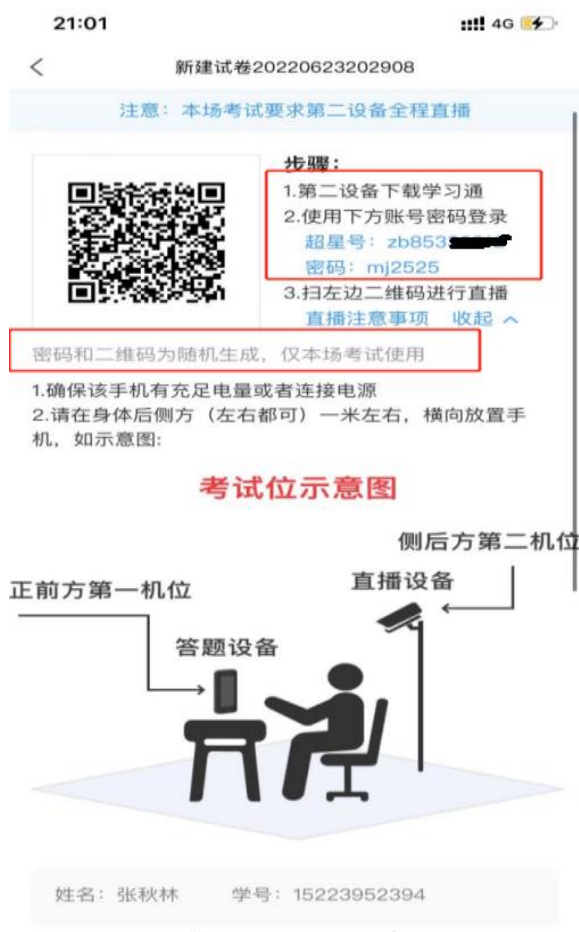 21:01
4G
新建试卷20220623202908
注意：本场考试要求第二设备全程直播
步骤：
1.第二设备下载学习通
2.使用下方账号密码登录
超星号：zb853
密码：mj2525
3.扫左边二维码进行直播
直播注意事项 收起
密码和二维码为随机生成，仅本场考试使用
1.确保该手机有充足电量或者连接电源
2.请在身体后侧方（左右都可）一米左右，横向放置手
机，如示意图:
考试位示意图
侧后方第二机位
直播设备
正前方第一机位
答题设备
姓名：张秋林 学号：15223952394